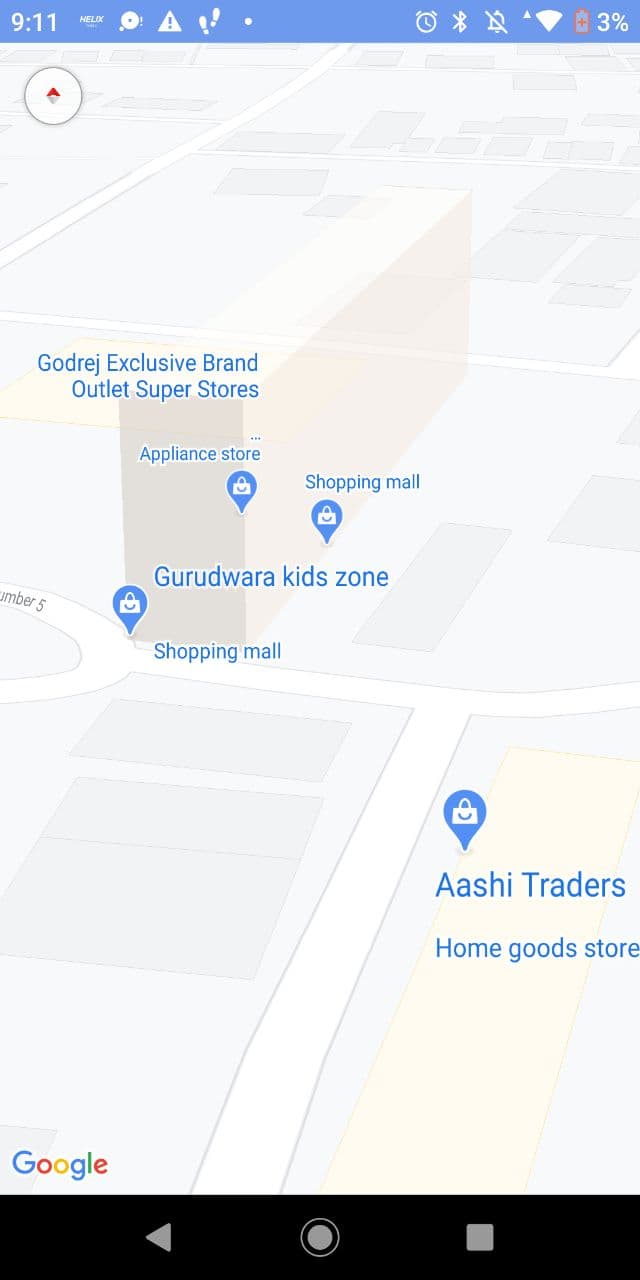 9:11 HELIX 3%
Godrej Exclusive Brand
Outlet Super Stores
...
Appliance store
Shopping mall
Gurudwara kids zone
umber 5
Shopping mall
Aashi Traders
Home goods store
Google